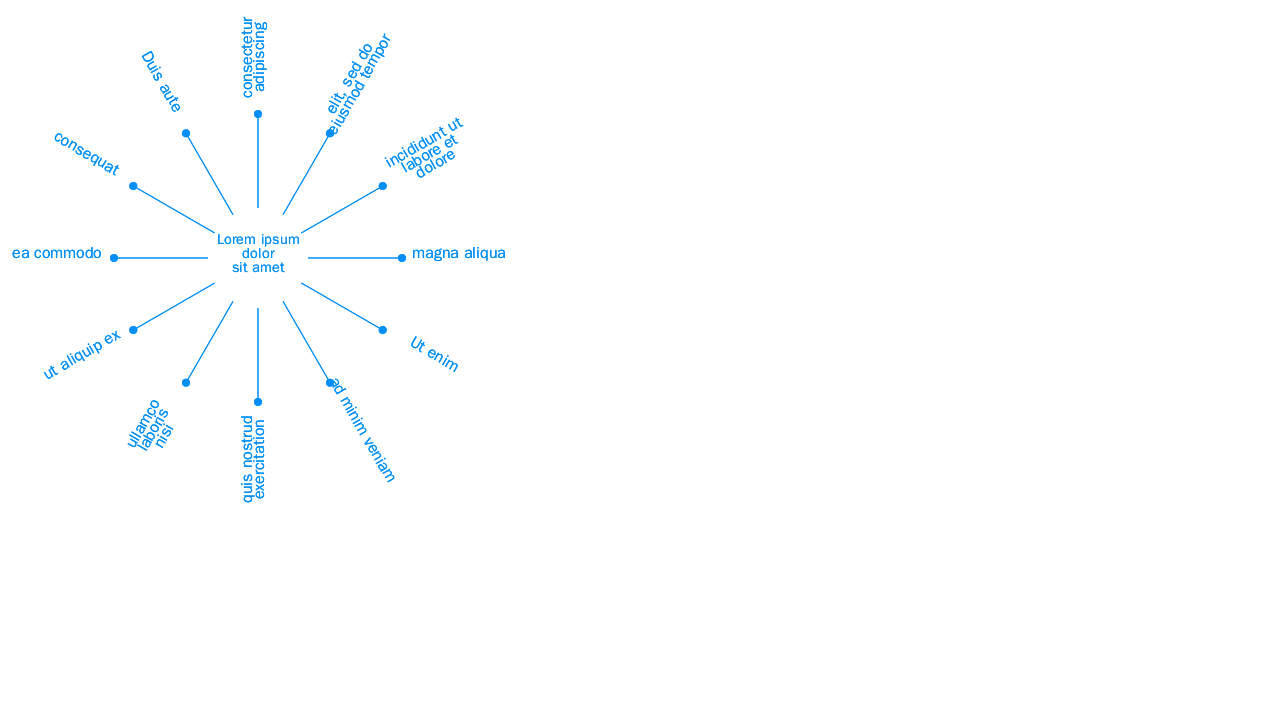 Lorem ipsum
dolor
sit amet
consectetur
adipiscing
elit, sed do
eiusmod tempor
incididunt ut
labore et
dolore
magna aliqua
Ut enim
ad minim veniam
quis nostrud
exercitation
ullamco
laboris
nisi
ut aliquip ex
ea commodo
consequat
Duis aute